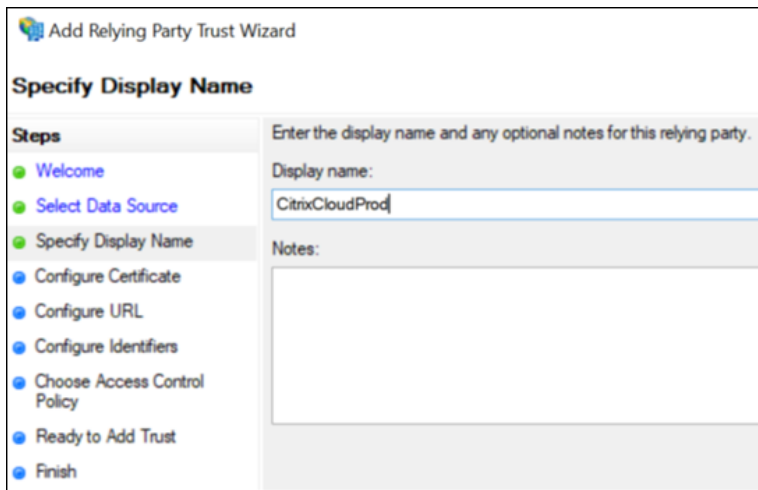 Add Relying Party Trust Wizard
Specify Display Name
Steps
Welcome
Select Data Source
Specify Display Name
Configure Certificate
Configure URL
Configure Identifiers
Choose Access Control
Policy
Ready to Add Trust
Finish
Enter the display name and any optional notes for this relying party.
Display name:
CitrixCloudProd
Notes: